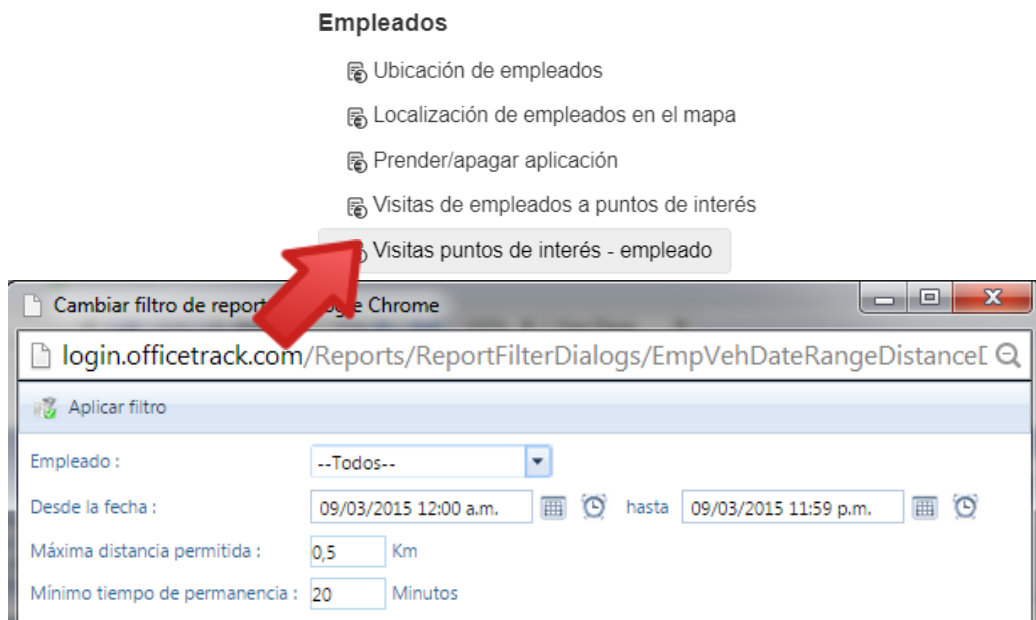 Empleados
Ubicación de empleados
Localización de empleados en el mapa
Prender/apagar aplicación
Visitas de empleados a puntos de interés
Visitas puntos de interés - empleado
Cambiar filtro de report Chrome
login.officetrack.com/Reports/ReportFilterDialogs/EmpVehDateRangeDistanceD
Aplicar filtro
Empleado : --Todos--
Desde la fecha : 09/03/2015 12:00 a.m. hasta 09/03/2015 11:59 p.m.
Máxima distancia permitida : 0,5 Km
Mínimo tiempo de permanencia : 20 Minutos